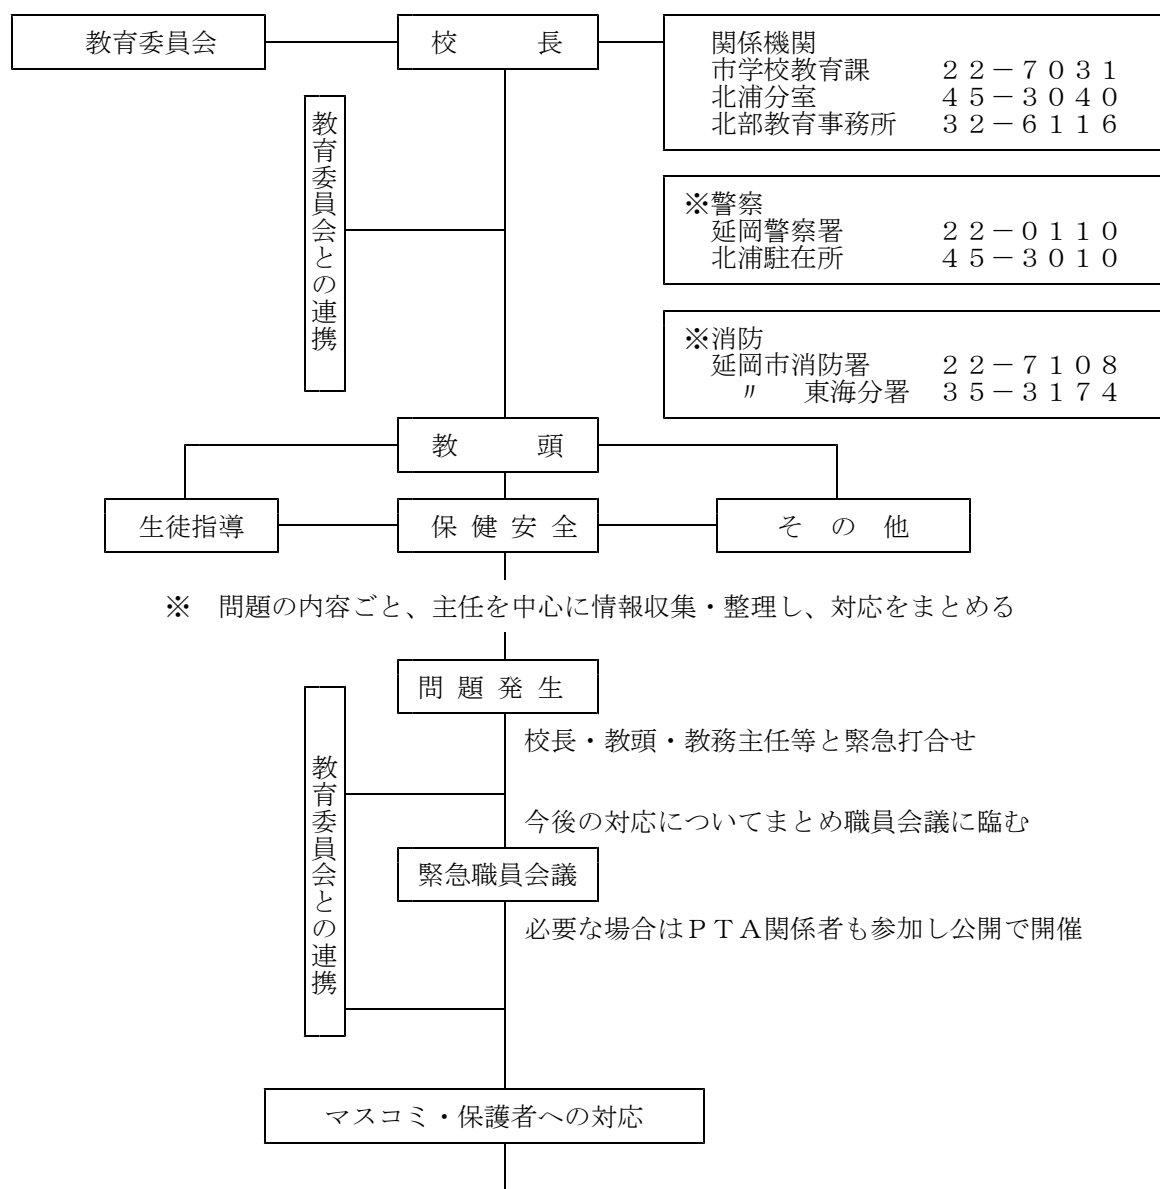 教育委員会
校　長
関係機関
市学校教育課　２２－７０３１
北浦分室　４５－３０４０
北部教育事務所　３２－６１１６
教育委員会との連携
※警察
延岡警察署　２２－０１１０
北浦駐在所　４５－３０１０
※消防
延岡市消防署　２２－７１０８
〃　東海分署　３５－３１７４
教　頭
生徒指導
保健安全
その他
※　問題の内容ごと、主任を中心に情報収集・整理し、対応をまとめる
問題発生
校長・教頭・教務主任等と緊急打合せ
教育委員会との連携
今後の対応についてまとめ職員会議に臨む
緊急職員会議
必要な場合はＰＴＡ関係者も参加し公開で開催
マスコミ・保護者への対応